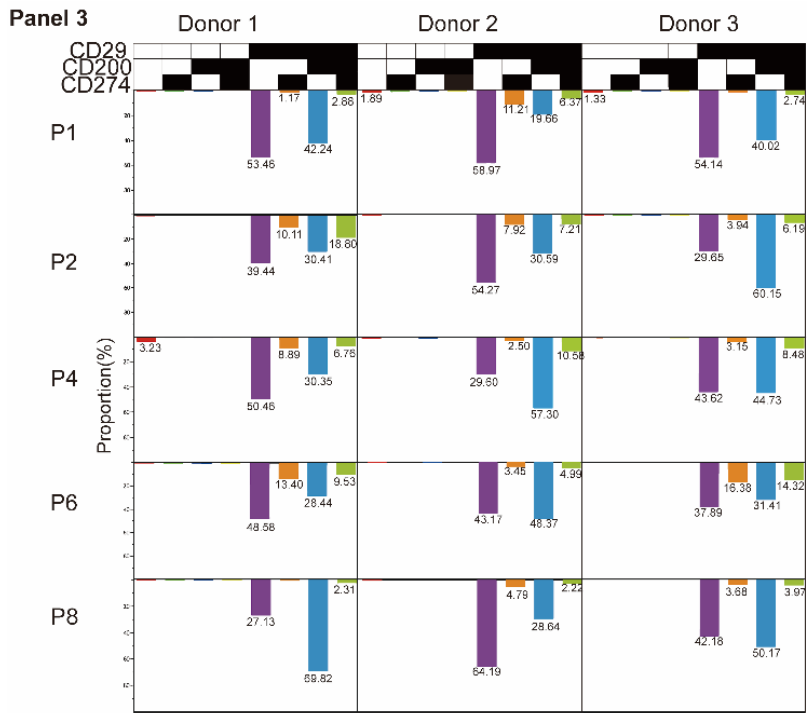 Panel 3
Donor 1 Donor 2 Donor 3
CD29
CD200
CD274
P1
1.17 2.88 1.89 11.21 19.66 6.37 1.33 2.74
42.24 40.02
53.46 58.97 54.14
P2
10.11 18.80 7.92 7.21 3.94 6.19
39.44 30.41 30.59 29.65
54.27 60.15
P4
3.23 8.89 6.75 2.50 10.58 3.15 8.48
30.35 29.60
50.46 57.30 43.62 44.73
Proportion(%)
P6
13.40 9.53 3.45 4.99 16.38 14.32
28.44 31.41
48.58 43.17 48.37 37.89
P8
2.31 4.79 2.22 3.68 3.97
27.13 28.64
69.82 64.19 42.18 50.17